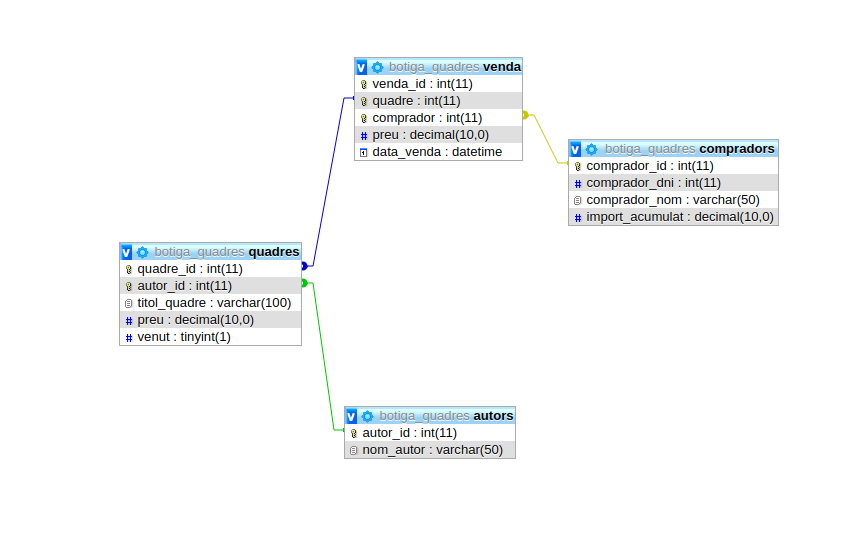 botiga_quadres venda
venda_id : int(11)
quadre : int(11)
comprador : int(11)
preu : decimal(10,0)
data_venda : datetime
botiga_quadres compradors
comprador_id : int(11)
comprador_dni : int(11)
comprador_nom : varchar(50)
import_acumulat : decimal(10,0)
botiga_quadres quadres
quadre_id : int(11)
autor_id : int(11)
titol_quadre : varchar(100)
preu : decimal(10,0)
venut : tinyint(1)
botiga_quadres autors
autor_id : int(11)
nom_autor : varchar(50)